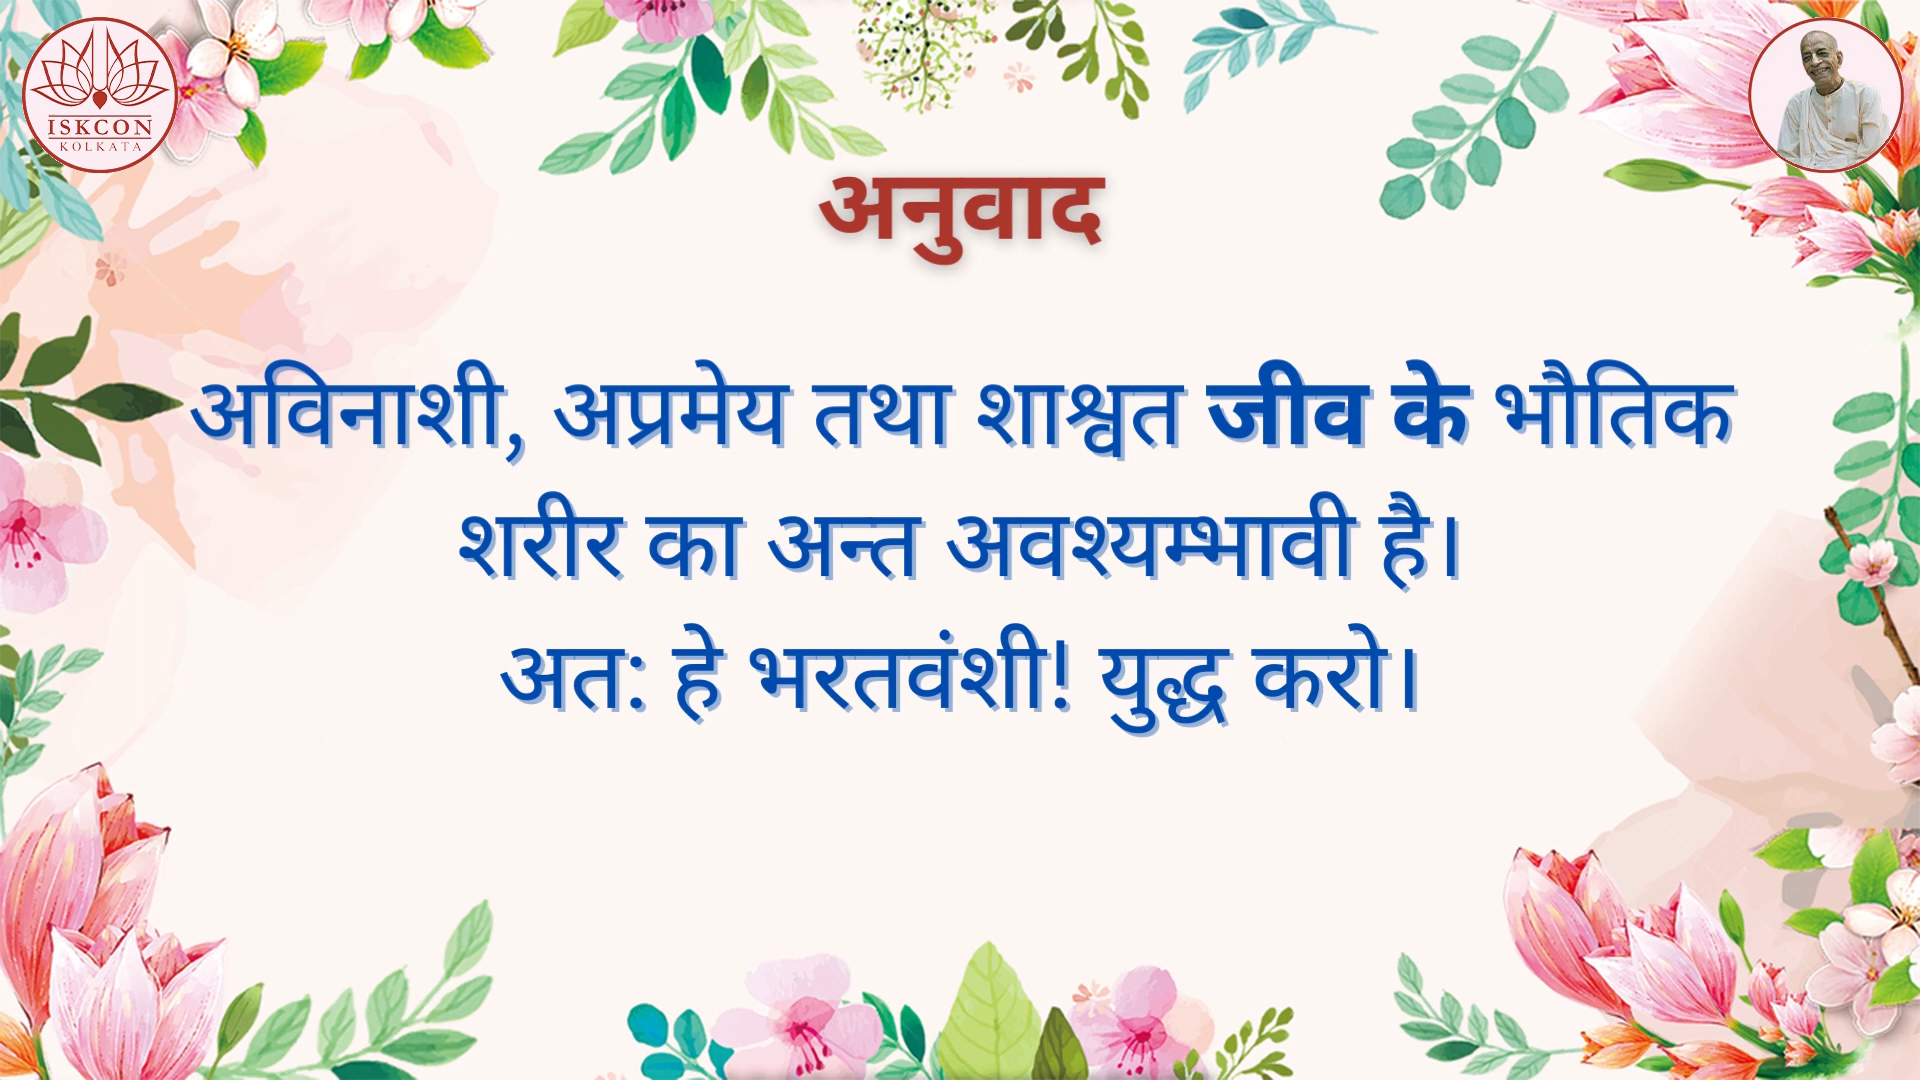 ISKCON
KOLKATA
अनुवाद
अविनाशी, अप्रमेय तथा शाश्वत जीव के भौतिक
शरीर का अन्त अवश्यम्भावी है।
अत: हे भरतवंशी! युद्ध करो।